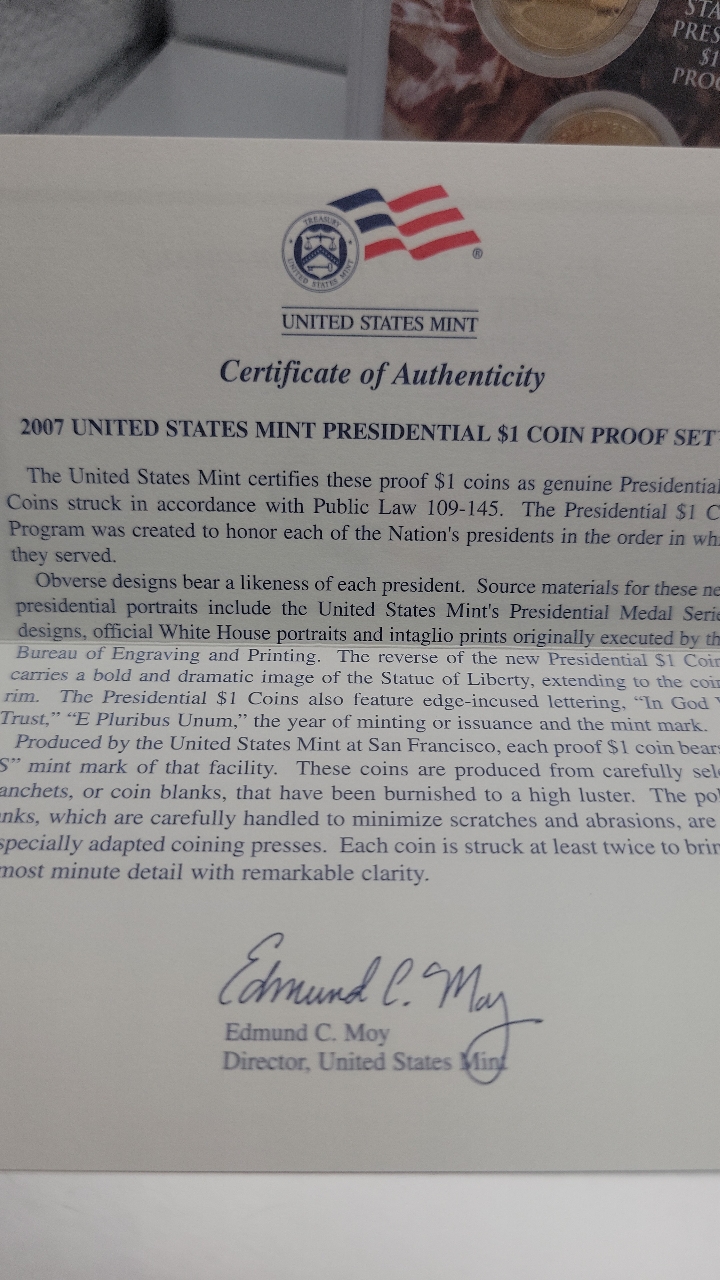 STA
PRES
$1
PROO
TREASURY
UNITED STATES MINT
®
UNITED STATES MINT
Certificate of Authenticity
2007 UNITED STATES MINT PRESIDENTIAL $1 COIN PROOF SET
The United States Mint certifies these proof $1 coins as genuine Presidential
Coins struck in accordance with Public Law 109-145. The Presidential $1 C
Program was created to honor each of the Nation's presidents in the order in wh
they served.
Obverse designs bear a likeness of each president. Source materials for these ne
presidential portraits include the United States Mint's Presidential Medal Serie
designs, official White House portraits and intaglio prints originally executed by th
Bureau of Engraving and Printing. The reverse of the new Presidential $1 Coin
carries a bold and dramatic image of the Statue of Liberty, extending to the coin
rim. The Presidential $1 Coins also feature edge-incused lettering, “In God W
Trust,” “E Pluribus Unum,” the year of minting or issuance and the mint mark.
Produced by the United States Mint at San Francisco, each proof $1 coin bears
S” mint mark of that facility. These coins are produced from carefully sele
anchets, or coin blanks, that have been burnished to a high luster. The pol
nks, which are carefully handled to minimize scratches and abrasions, are
specially adapted coining presses. Each coin is struck at least twice to brin
most minute detail with remarkable clarity.
Edmund C. Moy
Edmund C. Moy
Director, United States Mint